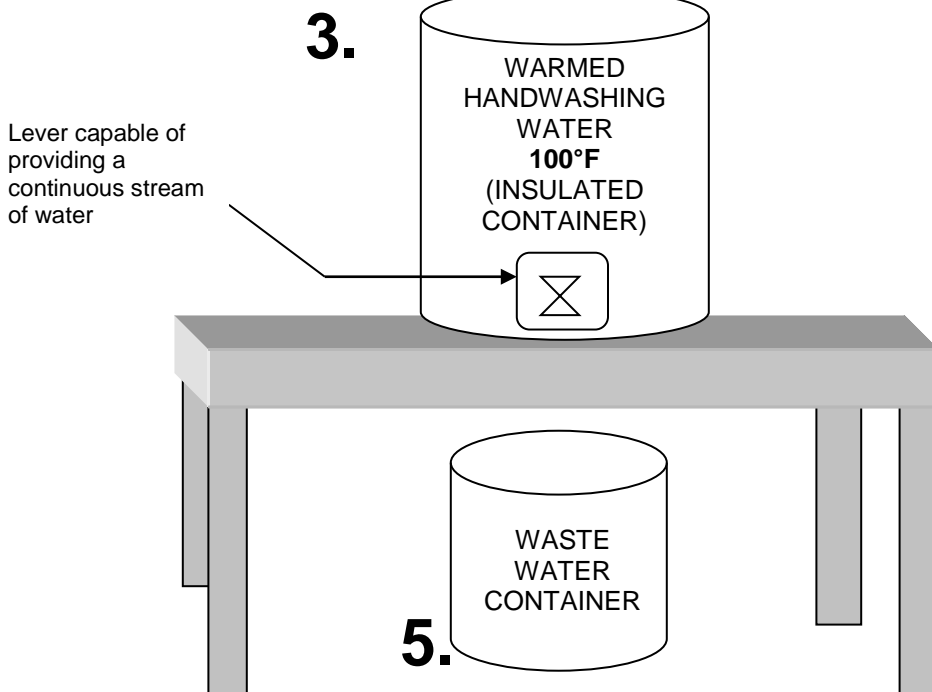 3.
WARMED
HANDWASHING
WATER
100°F
(INSULATED
CONTAINER)
Lever capable of
providing a
continuous stream
of water
WASTE
WATER
CONTAINER
5.